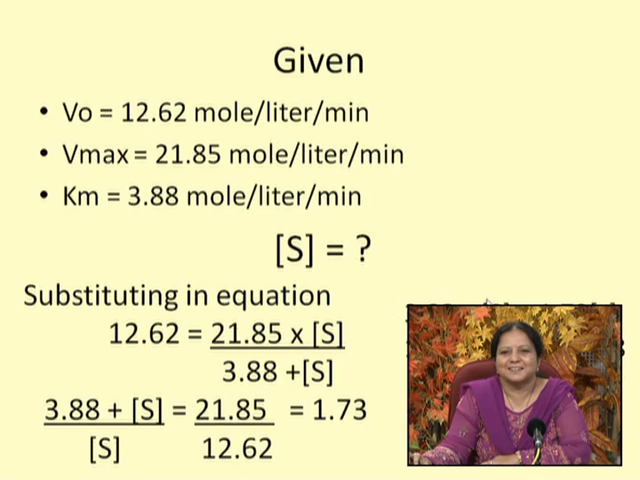 Given
• Vo = 12.62 mole/liter/min
• Vmax = 21.85 mole/liter/min
• Km = 3.88 mole/liter/min
[S] = ?
Substituting in equation
12.62 = 21.85 x [S]
3.88 +[S]
3.88 + [S] = 21.85 = 1.73
[S] 12.62